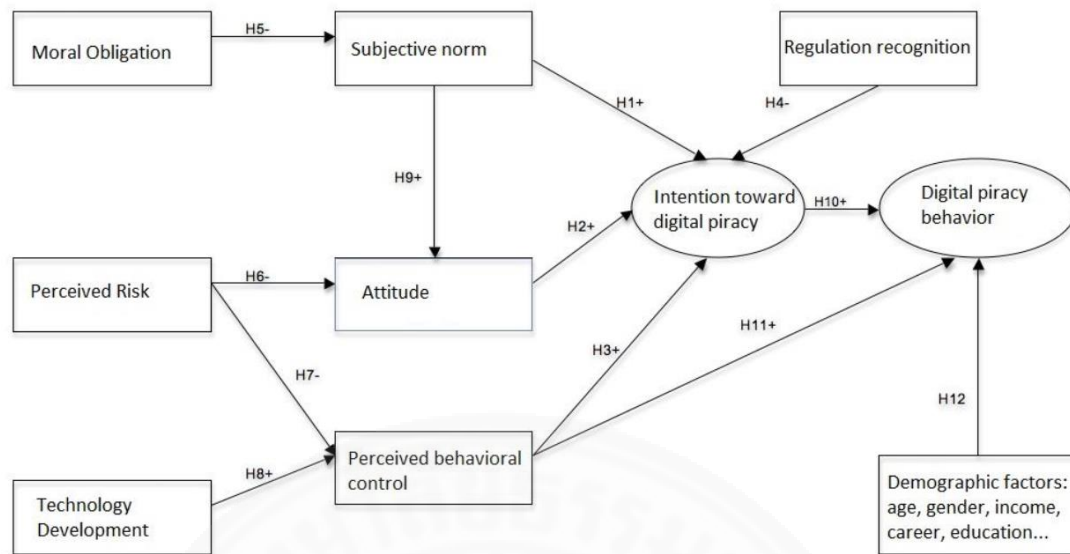 Moral Obligation
H5-
Subjective norm
Regulation recognition
H1+
H4-
H9+
Intention toward
digital piracy
H10+
Digital piracy
behavior
H2+
Perceived Risk
H6-
Attitude
H7-
H3+
H11+
H12
H8+
Perceived behavioral
control
Technology
Development
Demographic factors:
age, gender, income,
career, education...